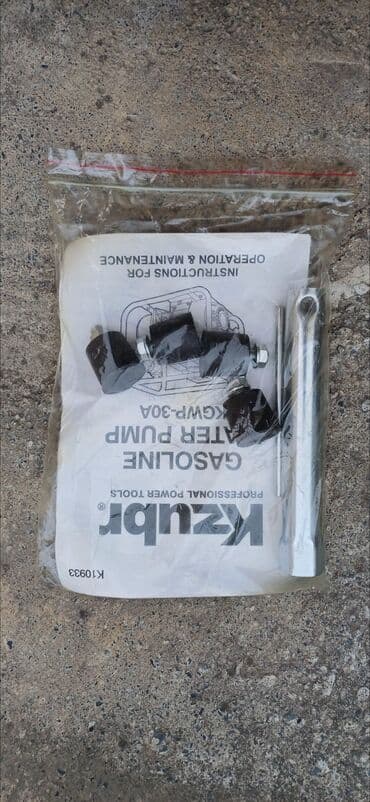 K10933
Kzubr®
PROFESSIONAL POWER TOOLS
GASOLINE
ATER PUMP
KGWP-30A
INSTRUCTIONS FOR
OPERATION & MAINTENANCE